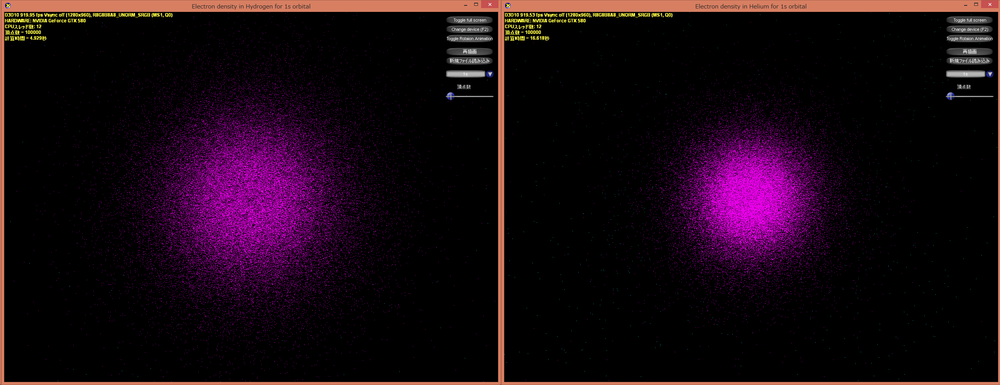 Electron density in Hydrogen for 1s orbital
D3D10 919.95 fps Vsync off (1280x960), R8G8B8A8_UNORM_SRGB (MS1, Q0)
HARDWARE: NVIDIA GeForce GTX 580
CPUスレッド数: 12
頂点数 = 100000
計算時間 = 4.929秒
Toggle full screen
Change device (F2)
Toggle Rotaion Animation
再描画
新規ファイル読み込み
1s
頂点数
Electron density in Helium for 1s orbital
D3D10 919.53 fps Vsync off (1280x960), R8G8B8A8_UNORM_SRGB (MS1, Q0)
HARDWARE: NVIDIA GeForce GTX 580
CPUスレッド数: 12
頂点数 = 100000
計算時間 = 16.618秒
Toggle full screen
Change device (F2)
Toggle Rotaion Animation
再描画
新規ファイル読み込み
1s
頂点数